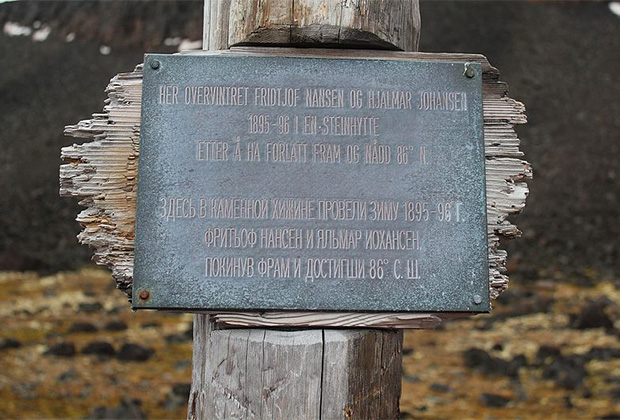 HER OVERVINTRET FRIDTJOF NANSEN OG HJALMAR JOHANSEN
1895-96 I EN STEINHYTTE
ETTER Å HA FORLATT FRAM OG NÅDD 86° N.
ЗДЕСЬ В КАМЕННОЙ ХИЖИНЕ ПРОВЕЛИ ЗИМУ 1895-96 Г.
ФРИТЬОФ НАНСЕН И ЯЛЬМАР ИОХАНСЕН,
ПОКИНУВ ФРАМ И ДОСТИГШИ 86° С. Ш.